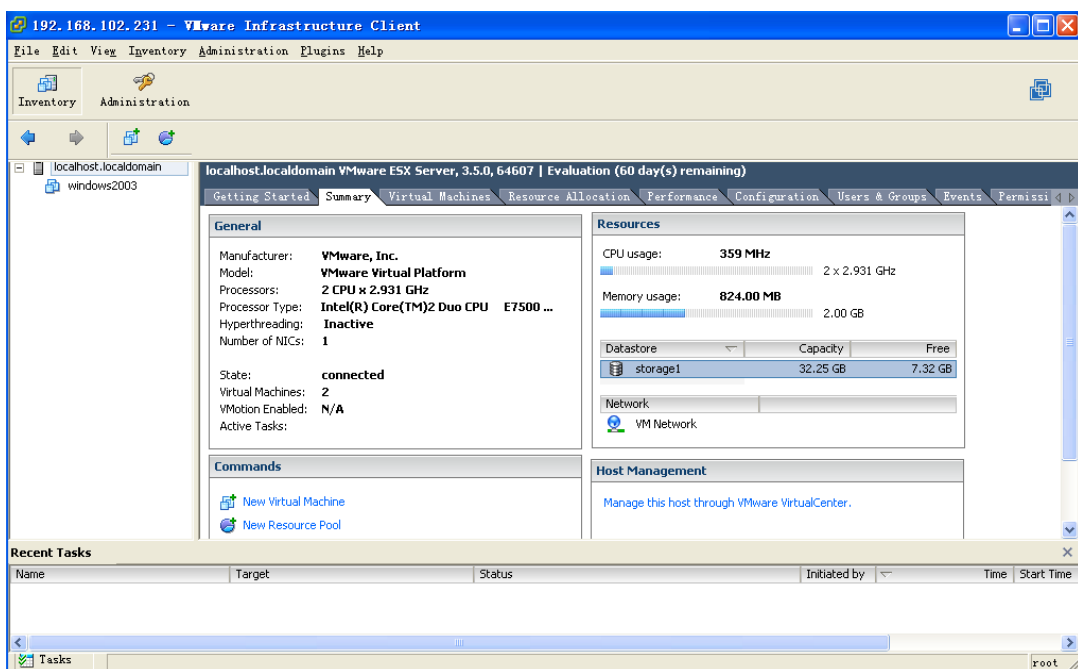 192.168.102.231 - VMware Infrastructure Client
File Edit View Inventory Administration Plugins Help
Inventory Administration
localhost.localdomain
windows2003
localhost.localdomain VMware ESX Server, 3.5.0, 64607 | Evaluation (60 day(s) remaining)
Getting Started Summary Virtual Machines Resource Allocation Performance Configuration Users & Groups Events Permissi
General
Manufacturer: VMware, Inc.
Model: VMware Virtual Platform
Processors: 2 CPU x 2.931 GHz
Processor Type: Intel(R) Core(TM)2 Duo CPU E7500 ...
Hyperthreading: Inactive
Number of NICs: 1
State: connected
Virtual Machines: 2
VMotion Enabled: N/A
Active Tasks:
Commands
New Virtual Machine
New Resource Pool
Resources
CPU usage: 359 MHz
2 x 2.931 GHz
Memory usage: 824.00 MB
2.00 GB
Datastore Capacity Free
storage1 32.25 GB 7.32 GB
Network
VM Network
Host Management
Manage this host through VMware VirtualCenter.
Recent Tasks
Name Target Status Initiated by Time Start Time
Tasks root